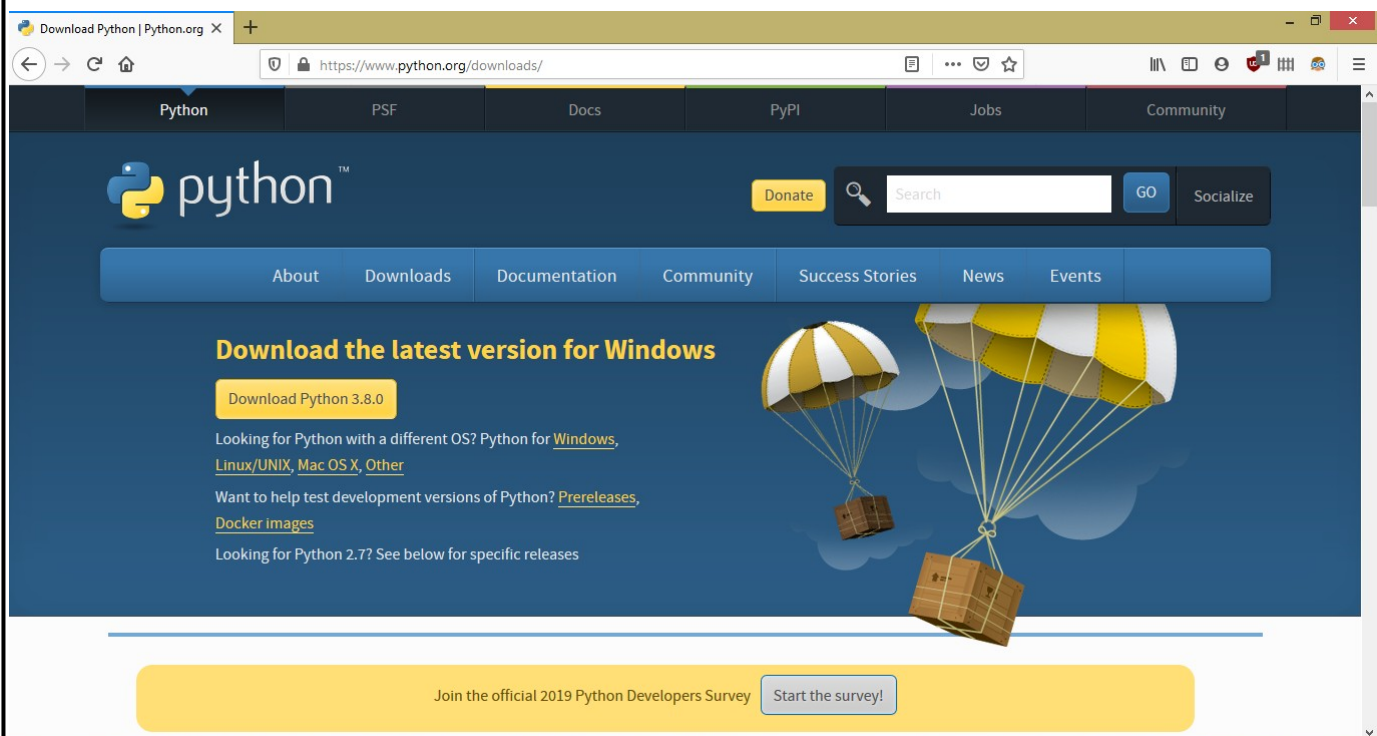 Download Python | Python.org
https://www.python.org/downloads/
1
Python PSF Docs PyPI Jobs Community
python™
Donate Search GO Socialize
About Downloads Documentation Community Success Stories News Events
Download the latest version for Windows
Download Python 3.8.0
Looking for Python with a different OS? Python for Windows,
Linux/UNIX, Mac OS X, Other
Want to help test development versions of Python? Prereleases,
Docker images
Looking for Python 2.7? See below for specific releases
Join the official 2019 Python Developers Survey Start the survey!